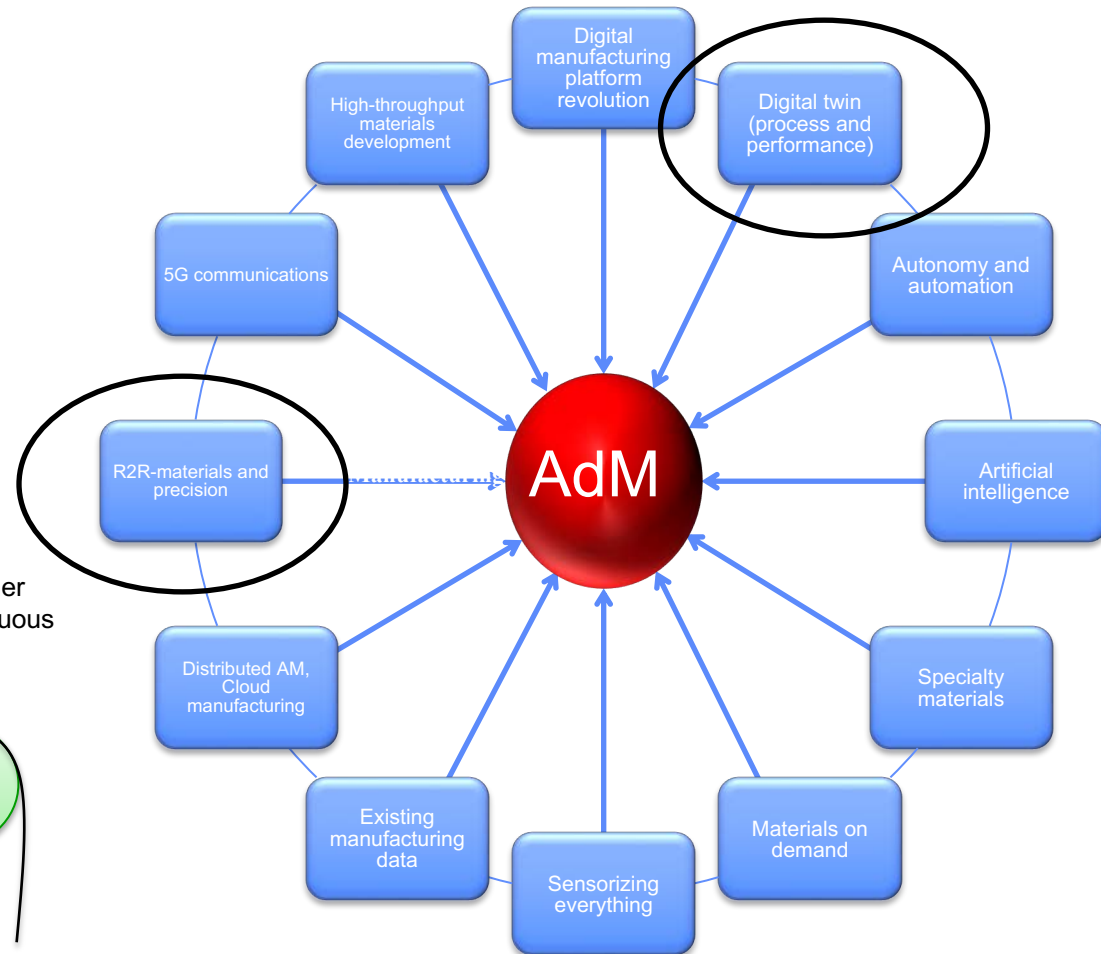 Digital
manufacturing
platform
revolution
Digital twin
(process and
performance)
Autonomy and
automation
Artificial
intelligence
Specialty
materials
Materials on
demand
Sensorizing
everything
Existing
manufacturing
data
Distributed AM,
Cloud
manufacturing
R2R-materials and
precision
5G communications
High-throughput
materials
development
Manufacturing
AdM
er
uous